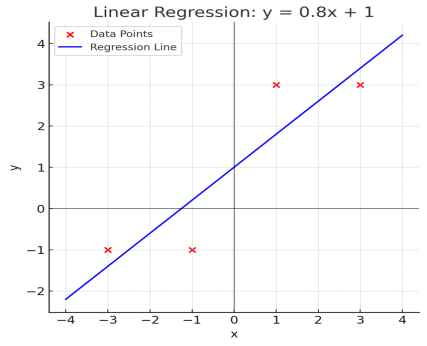 Linear Regression: y = 0.8x + 1
Data Points
Regression Line
y
4
3
2
1
0
−1
−2
−4 −3 −2 −1 0 1 2 3 4
x